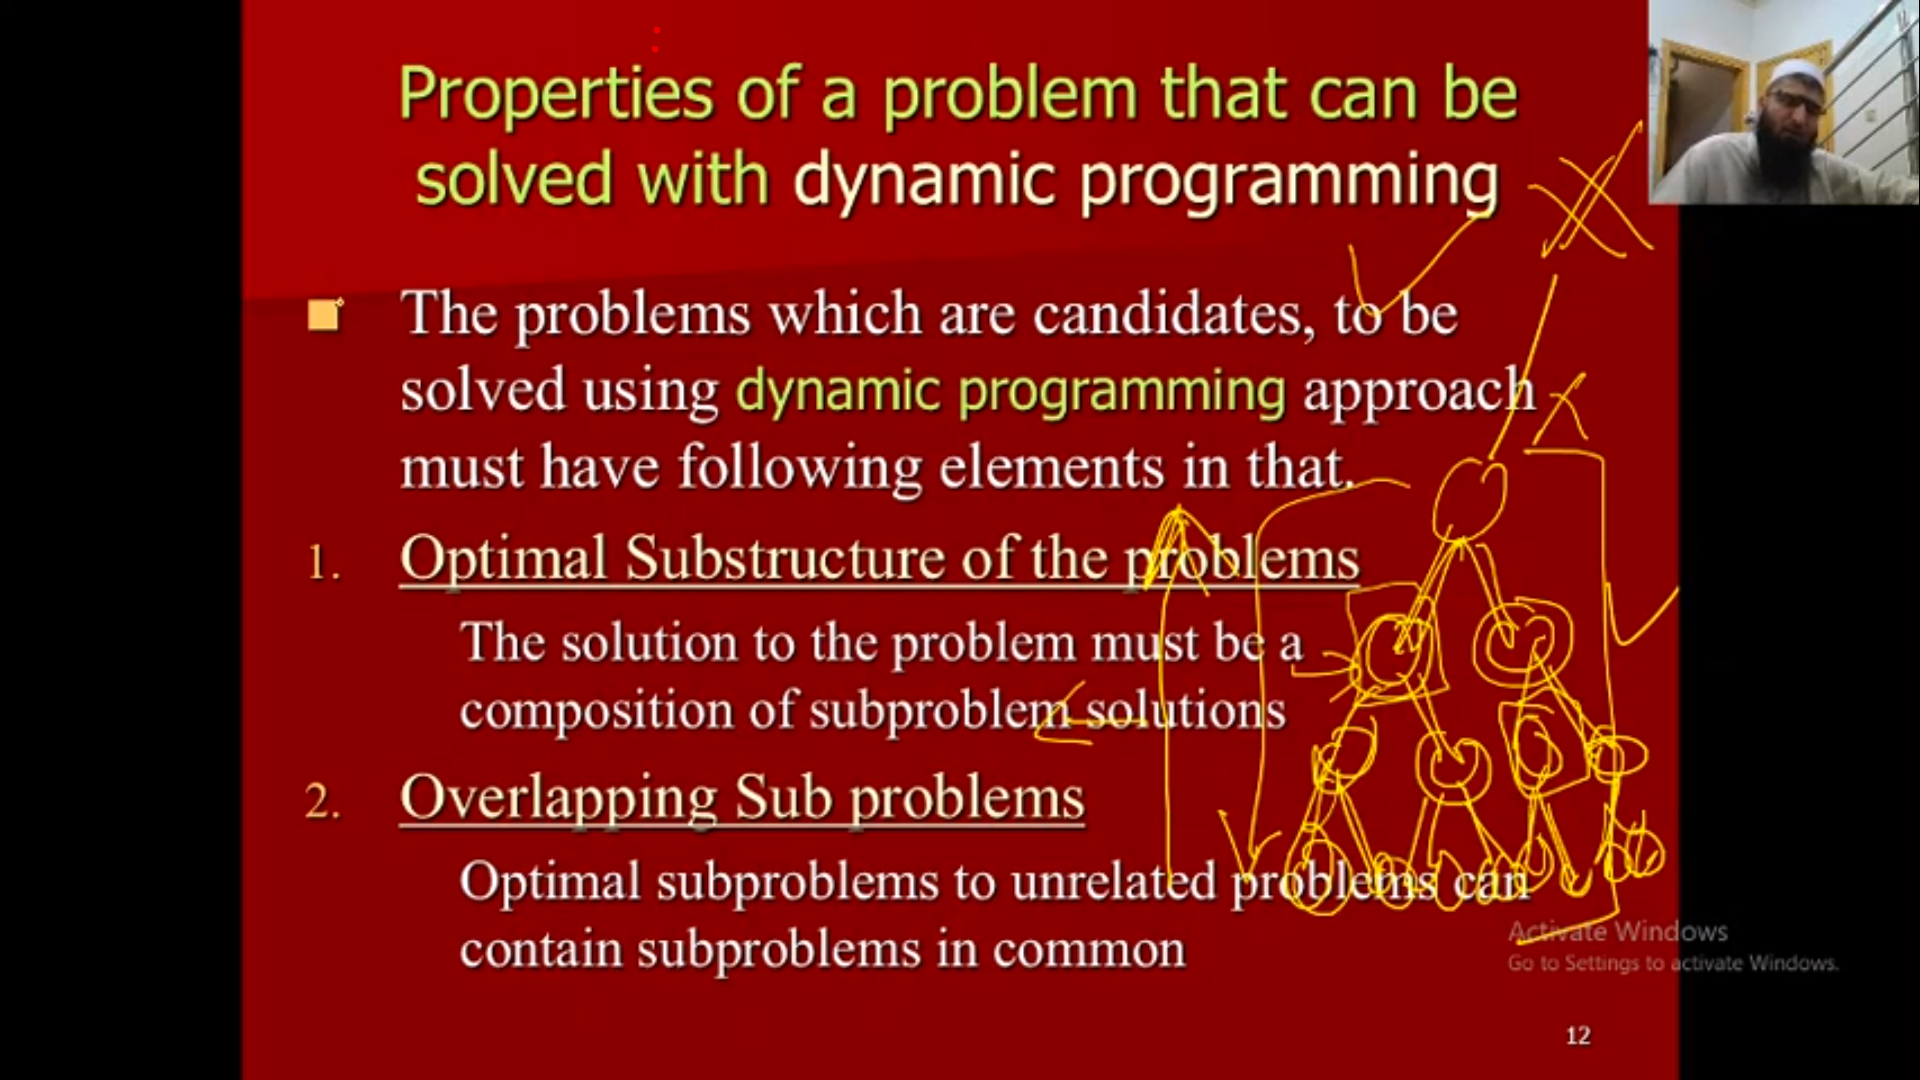 Properties of a problem that can be
solved with dynamic programming
The problems which are candidates, to be
solved using dynamic programming approach
must have following elements in that.
1. Optimal Substructure of the problems
The solution to the problem must be a
composition of subproblem solutions
2. Overlapping Sub problems
Optimal subproblems to unrelated problems can
contain subproblems in common
Activate Windows
Go to Settings to activate Windows.
12